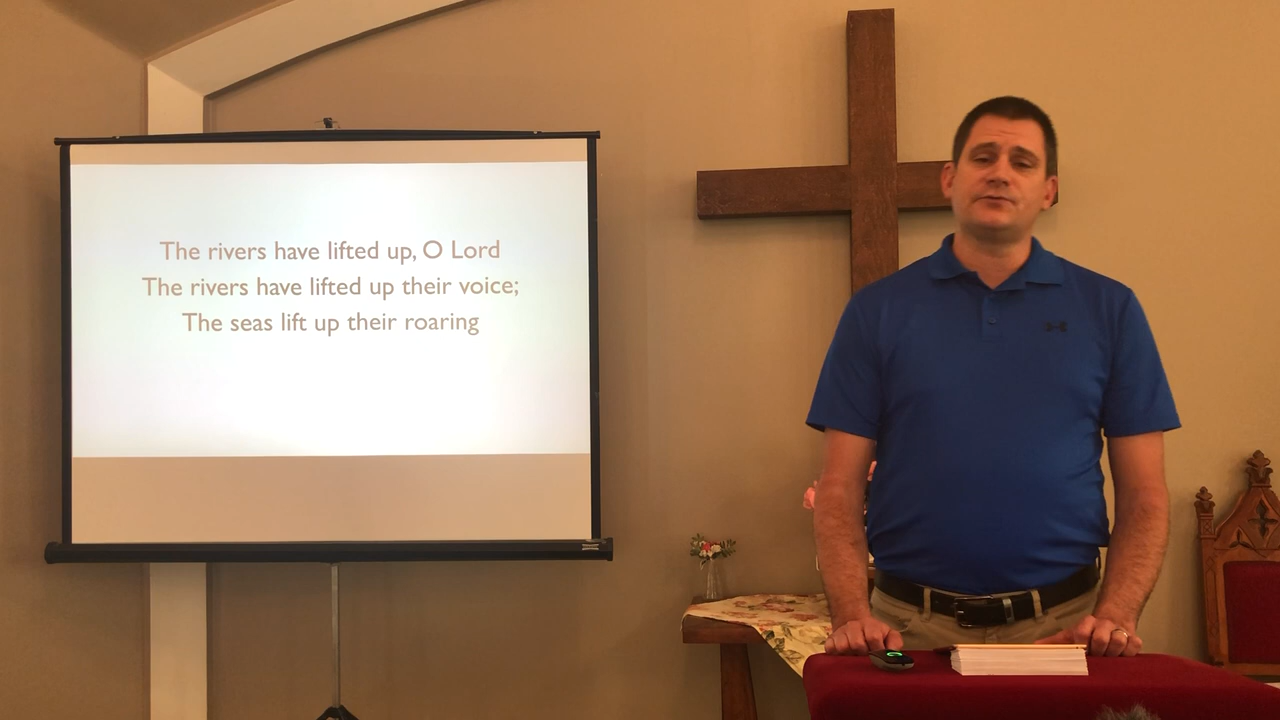 The rivers have lifted up, O Lord
The rivers have lifted up their voice;
The seas lift up their roaring